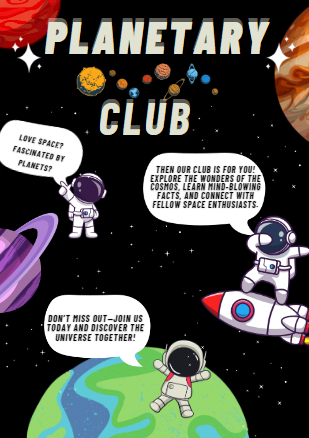 PLANETARY
CLUB
LOVE SPACE?
FASCINATED BY
PLANETS?
THEN OUR CLUB IS FOR YOU!
EXPLORE THE WONDERS OF THE
COSMOS, LEARN MIND-BLOWING
FACTS, AND CONNECT WITH
FELLOW SPACE ENTHUSIASTS.
DON'T MISS OUT—JOIN US
TODAY AND DISCOVER THE
UNIVERSE TOGETHER!